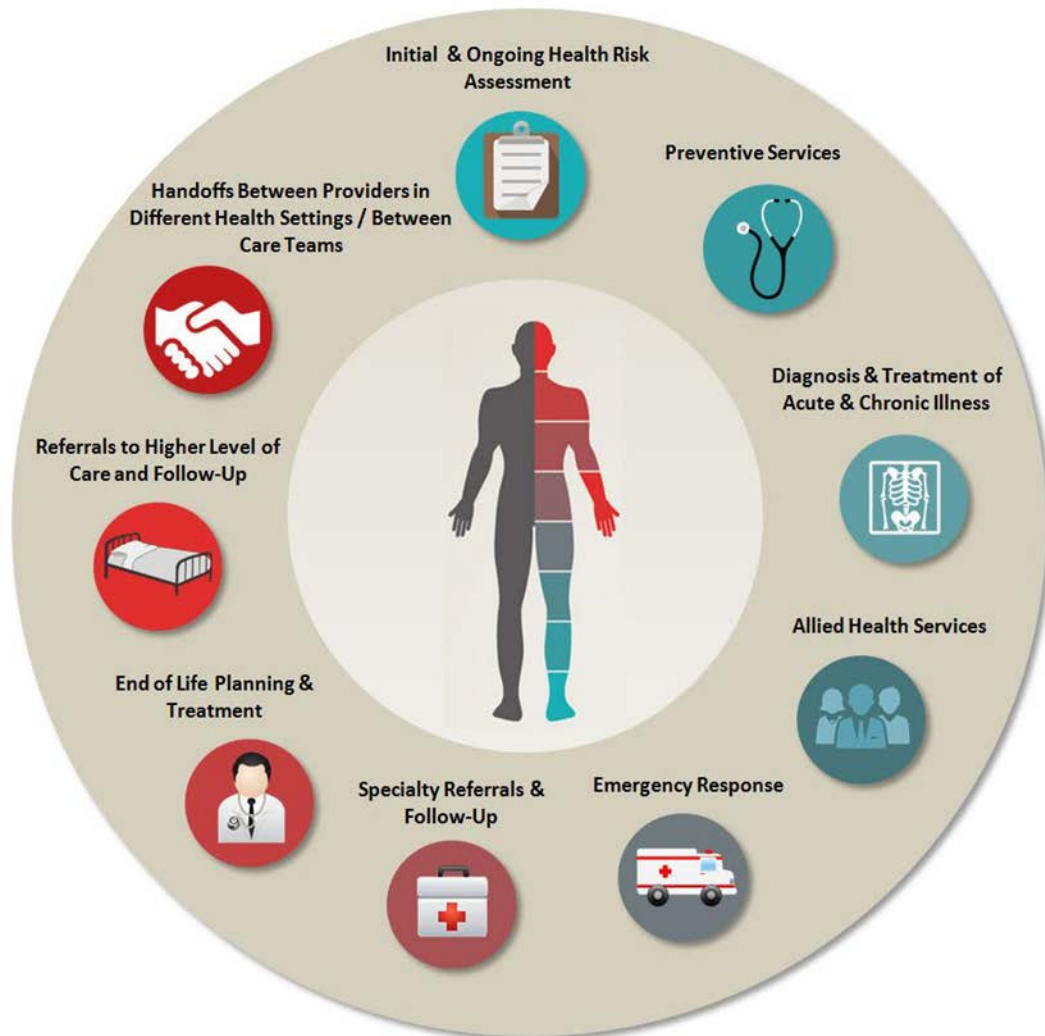 Initial & Ongoing Health Risk
Assessment
Preventive Services
Diagnosis & Treatment of
Acute & Chronic Illness
Allied Health Services
Emergency Response
Specialty Referrals &
Follow-Up
End of Life Planning &
Treatment
Referrals to Higher Level of
Care and Follow-Up
Handoffs Between Providers in
Different Health Settings / Between
Care Teams